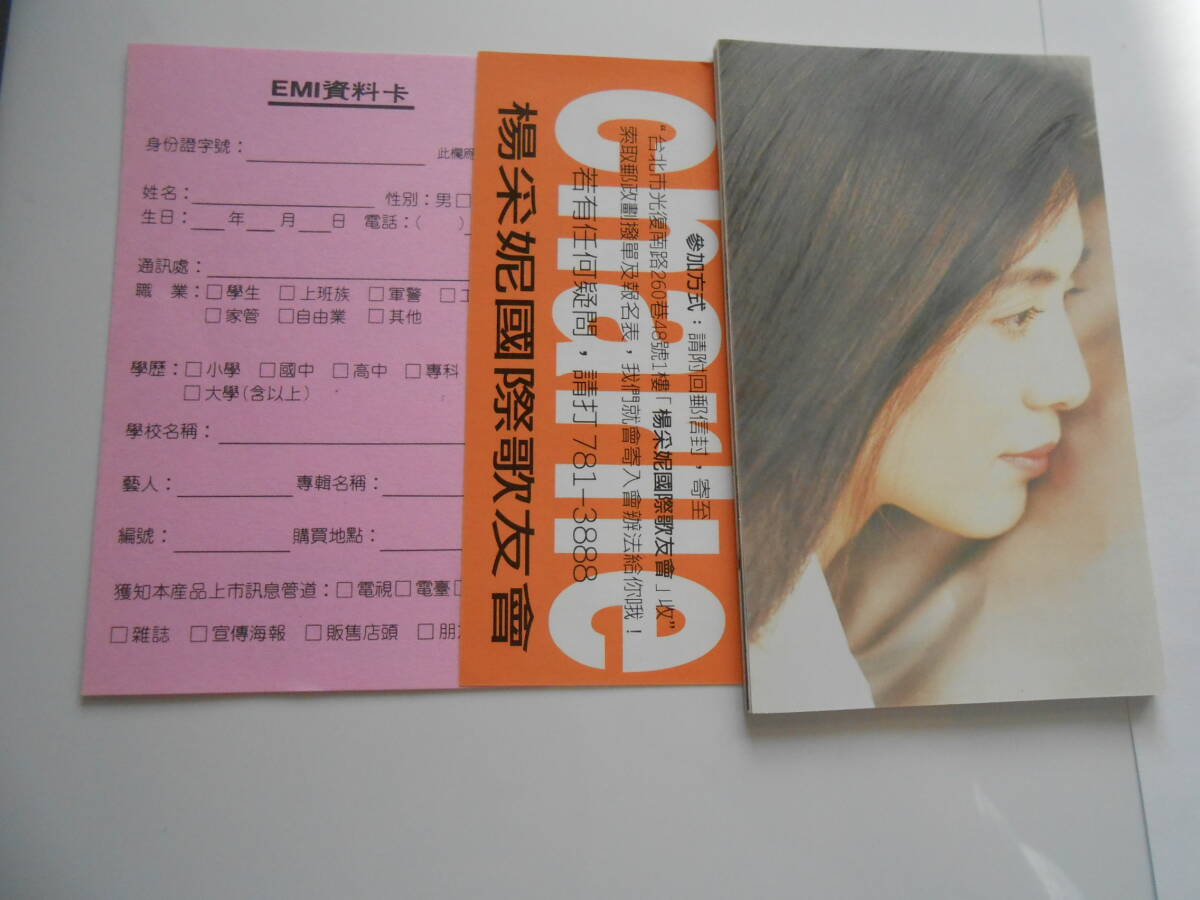 EMI資料卡
身份證字號：
此欄
姓名：
性別：男□
生日：
年
月
日
電話：( )
通訊處：
職 業：□學生 □上班族 □軍警 □
□家管 □自由業 □其他
學歷：□小學 □國中 □高中 □專科
□大學(含以上)
學校名稱：
藝人：
專輯名稱：
編號：
購買地點：
獲知本産品上市訊息管道：□電視□電臺
□雜誌 □宣傳海報 □販售店頭 □朋
charlie
參加方式：請附回郵信封，寄至
“台北市光復南路260巷48號1樓「楊采妮國際歌友會」收”
索取郵政劃撥單及報名表，我們就會寄入會辦法給你哦！
若有任何疑問，請打 781-3888
楊采妮國際歌友會